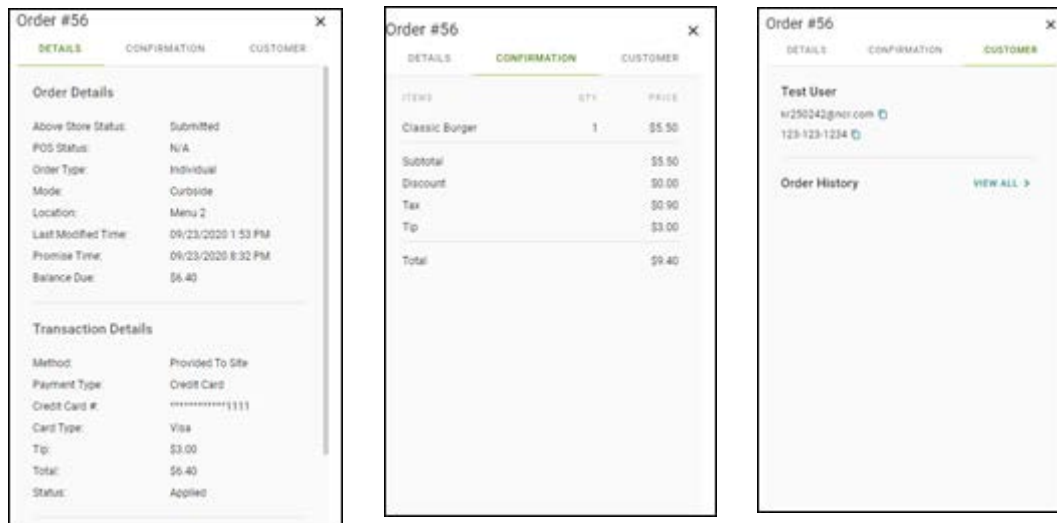 Order #56
DETAILS CONFIRMATION CUSTOMER
Order Details
Above Store Status: Submitted
POS Status: N/A
Order Type: Individual
Mode: Curbside
Location: Menu 2
Last Modified Time: 09/23/2020 1:53 PM
Promise Time: 09/23/2020 8:32 PM
Balance Due: $6.40
Transaction Details
Method: Provided To Site
Payment Type: Credit Card
Credit Card #: ************1111
Card Type: Visa
Tip: $3.00
Total: $6.40
Status: Applied
Order #56
DETAILS CONFIRMATION CUSTOMER
ITEMS QTY PRICE
Classic Burger 1 $5.50
Subtotal $5.50
Discount $0.00
Tax $0.90
Tip $3.00
Total $9.40
Order #56
DETAILS CONFIRMATION CUSTOMER
Test User
kr250242@ncr.com
123-123-1234
Order History VIEW ALL >